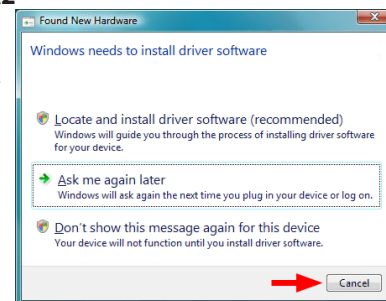 Found New Hardware
Windows needs to install driver software
Locate and install driver software (recommended)
Windows will guide you through the process of installing driver software
for your device.
Ask me again later
Windows will ask again the next time you plug in your device or log on.
Don't show this message again for this device
Your device will not function until you install driver software.
Cancel